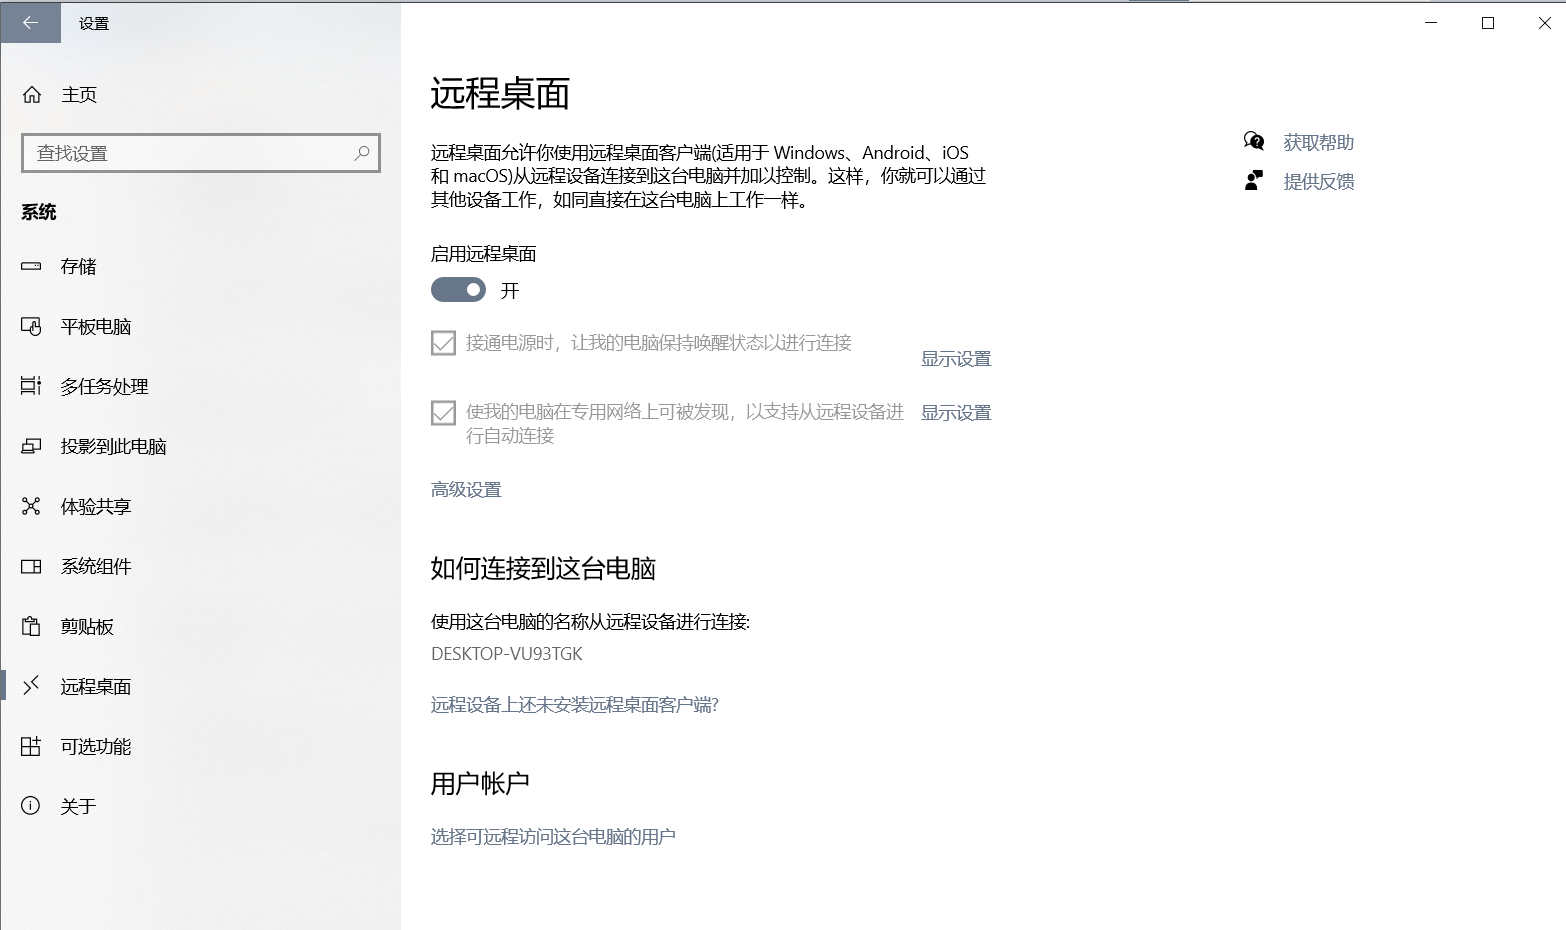 设置
主页
查找设置
系统
存储
平板电脑
多任务处理
投影到此电脑
体验共享
系统组件
剪贴板
远程桌面
可选功能
关于
远程桌面
远程桌面允许你使用远程桌面客户端(适用于 Windows、Android、iOS
和 macOS)从远程设备连接到这台电脑并加以控制。这样，你就可以通过
其他设备工作，如同直接在这台电脑上工作一样。
启用远程桌面
开
接通电源时，让我的电脑保持唤醒状态以进行连接
显示设置
使我的电脑在专用网络上可被发现，以支持从远程设备进
行自动连接
显示设置
高级设置
如何连接到这台电脑
使用这台电脑的名称从远程设备进行连接:
DESKTOP-VU93TGK
远程设备上还未安装远程桌面客户端?
用户帐户
选择可远程访问这台电脑的用户
获取帮助
提供反馈